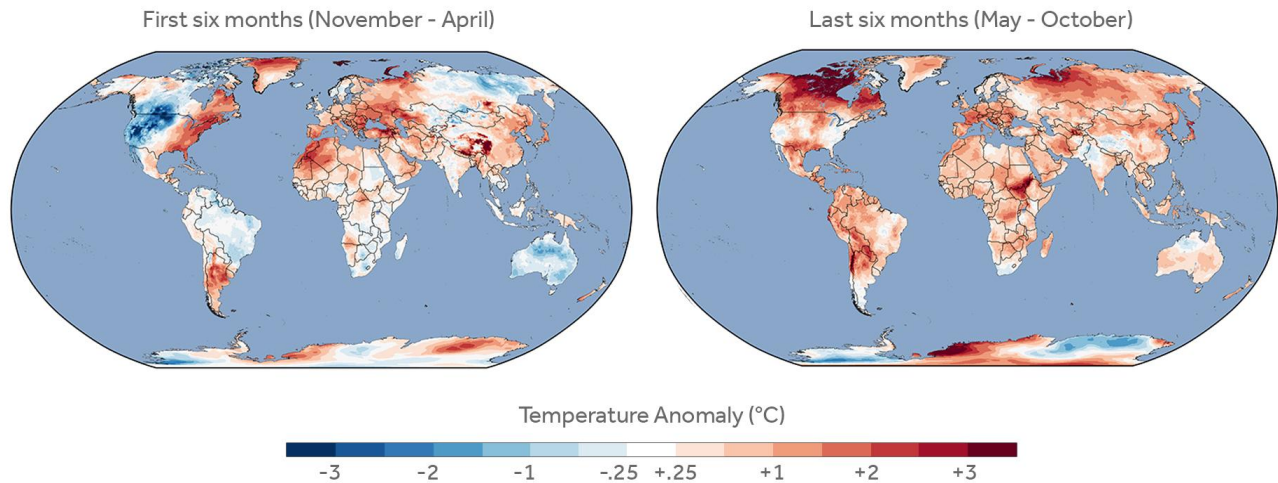 First six months (November - April)
Last six months (May - October)
Temperature Anomaly (°C)
-3 -2 -1 -.25 +.25 +1 +2 +3